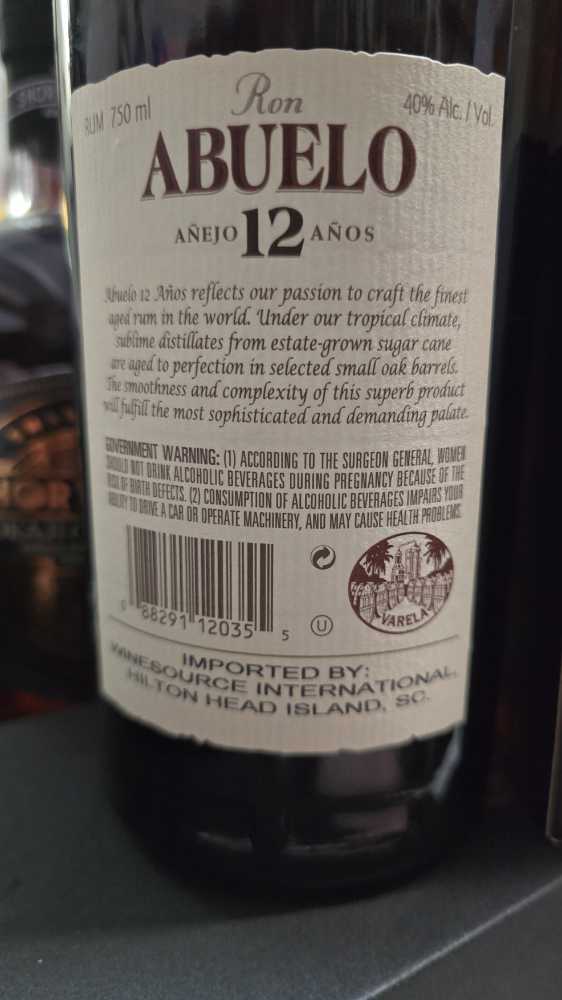 Ron
RUM 750 ml
40% Alc. / Vol.
ABUELO
AÑEJO 12 AÑOS
Abuelo 12 Años reflects our passion to craft the finest
aged rum in the world. Under our tropical climate,
sublime distillates from estate-grown sugar cane
are aged to perfection in selected small oak barrels.
The smoothness and complexity of this superb product
will fulfill the most sophisticated and demanding palate.
GOVERNMENT WARNING: (1) ACCORDING TO THE SURGEON GENERAL, WOMEN
SHOULD NOT DRINK ALCOHOLIC BEVERAGES DURING PREGNANCY BECAUSE OF THE
RISK OF BIRTH DEFECTS. (2) CONSUMPTION OF ALCOHOLIC BEVERAGES IMPAIRS YOUR
ABILITY TO DRIVE A CAR OR OPERATE MACHINERY, AND MAY CAUSE HEALTH PROBLEMS.
VARELA
0 88291 12035 5
U
IMPORTED BY:
WINESOURCE INTERNATIONAL,
HILTON HEAD ISLAND, SC.